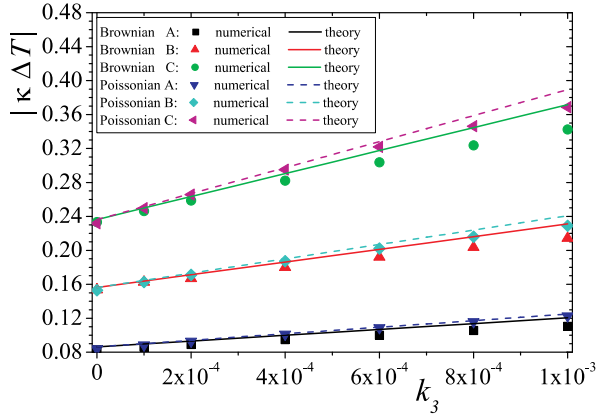 0.48
0.44
0.40
0.36
0.32
0.28
0.24
0.20
0.16
0.12
0.08
| κ ΔT |
Brownian A: numerical theory
Brownian B: numerical theory
Brownian C: numerical theory
Poissonian A: numerical theory
Poissonian B: numerical theory
Poissonian C: numerical theory
0 2x10⁻⁴ 4x10⁻⁴ 6x10⁻⁴ 8x10⁻⁴ 1x10⁻³
k₃